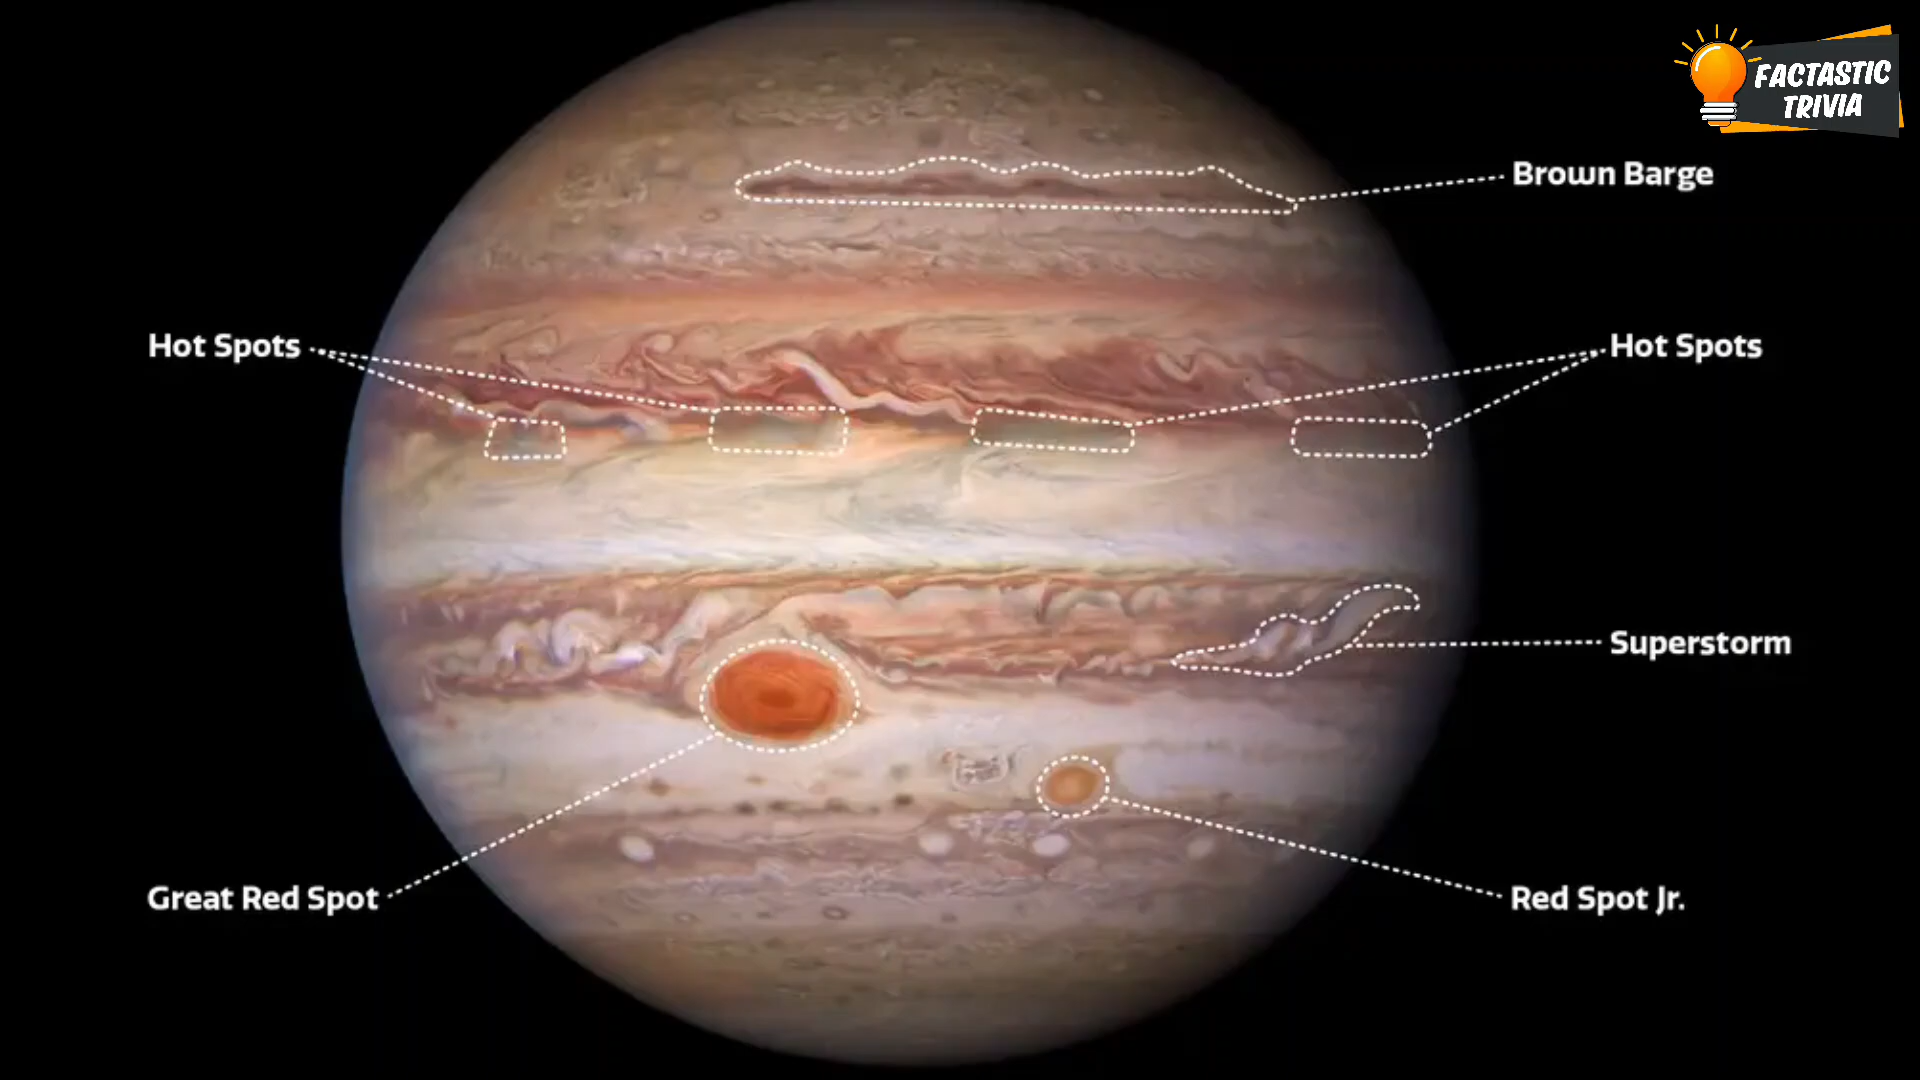 FACTASTIC
TRIVIA
Brown Barge
Hot Spots
Hot Spots
Superstorm
Great Red Spot
Red Spot Jr.